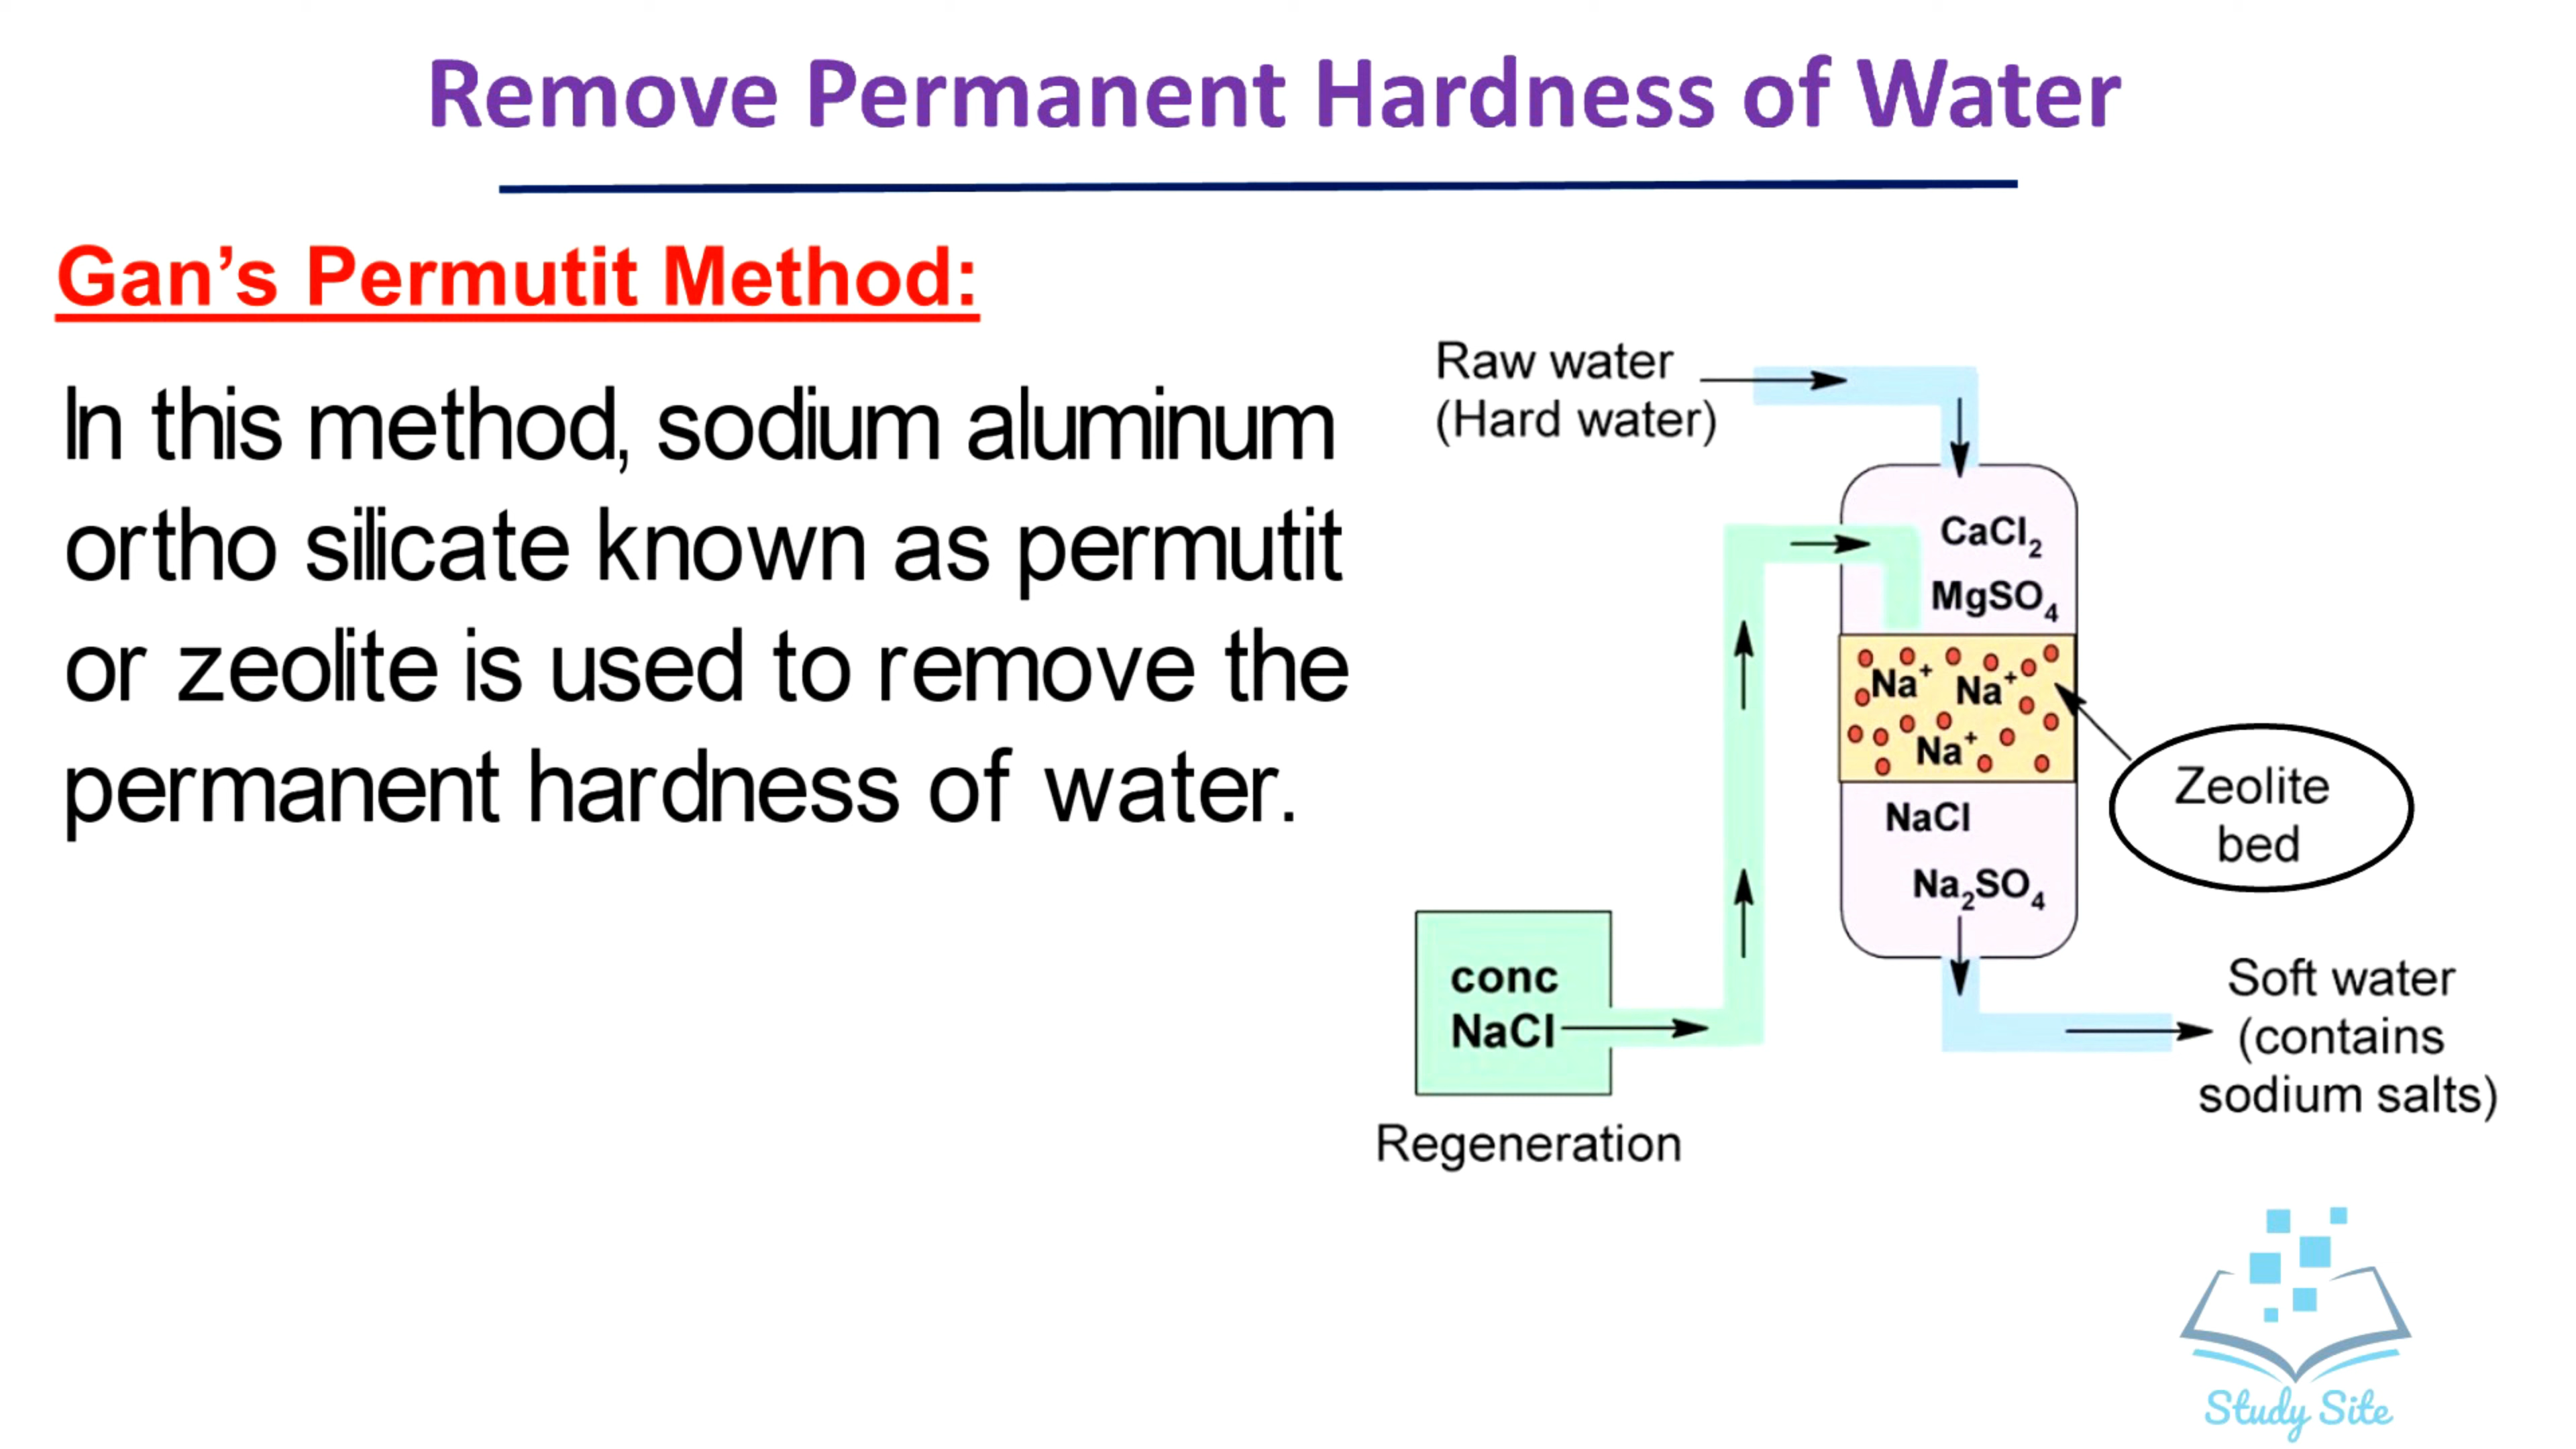 Remove Permanent Hardness of Water
Gan’s Permutit Method:
In this method, sodium aluminum
ortho silicate known as permutit
or zeolite is used to remove the
permanent hardness of water.
Raw water
(Hard water)
CaCl₂
MgSO₄
Na⁺ Na⁺
Na⁺
Zeolite
bed
NaCl
Na₂SO₄
conc
NaCl
Regeneration
Soft water
(contains
sodium salts)
Study Site